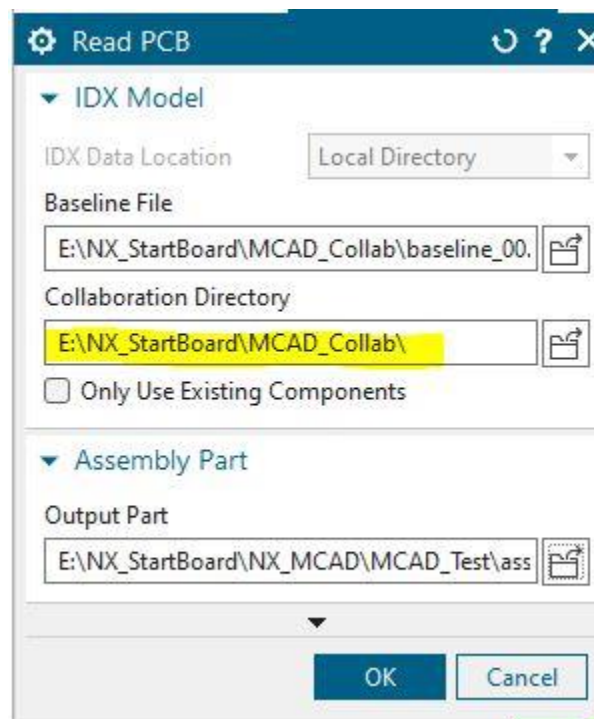 Read PCB ?
IDX Model
IDX Data Location Local Directory
Baseline File
E:\NX_StartBoard\MCAD_Collab\baseline_00.
Collaboration Directory
E:\NX_StartBoard\MCAD_Collab\
Only Use Existing Components
Assembly Part
Output Part
E:\NX_StartBoard\NX_MCAD\MCAD_Test\ass
OK Cancel